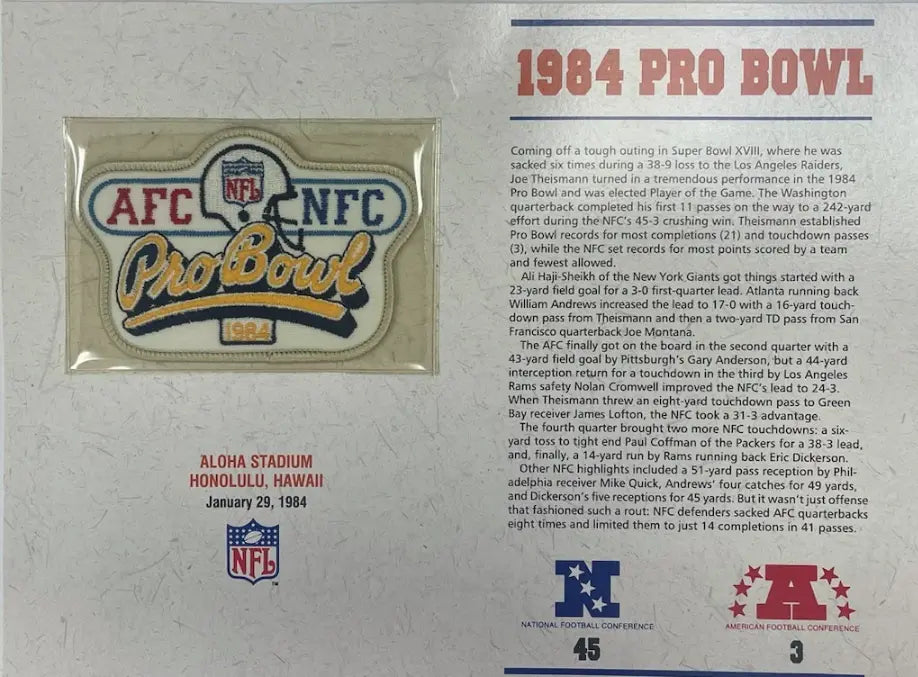 AFC NFL NFC
Pro Bowl
1984
ALOHA STADIUM
HONOLULU, HAWAII
January 29, 1984
NFL
TM
1984 PRO BOWL
Coming off a tough outing in Super Bowl XVIII, where he was
sacked six times during a 38-9 loss to the Los Angeles Raiders,
Joe Theismann turned in a tremendous performance in the 1984
Pro Bowl and was elected Player of the Game. The Washington
quarterback completed his first 11 passes on the way to a 242-yard
effort during the NFC's 45-3 crushing win. Theismann established
Pro Bowl records for most completions (21) and touchdown passes
(3), while the NFC set records for most points scored by a team
and fewest allowed.
Ali Haji-Sheikh of the New York Giants got things started with a
23-yard field goal for a 3-0 first-quarter lead. Atlanta running back
William Andrews increased the lead to 17-0 with a 16-yard touch-
down pass from Theismann and then a two-yard TD pass from San
Francisco quarterback Joe Montana.
The AFC finally got on the board in the second quarter with a
43-yard field goal by Pittsburgh's Gary Anderson, but a 44-yard
interception return for a touchdown in the third by Los Angeles
Rams safety Nolan Cromwell improved the NFC's lead to 24-3.
When Theismann threw an eight-yard touchdown pass to Green
Bay receiver James Lofton, the NFC took a 31-3 advantage.
The fourth quarter brought two more NFC touchdowns: a six-
yard toss to tight end Paul Coffman of the Packers for a 38-3 lead,
and, finally, a 14-yard run by Rams running back Eric Dickerson.
Other NFC highlights included a 51-yard pass reception by Phil-
adelphia receiver Mike Quick, Andrews' four catches for 49 yards,
and Dickerson's five receptions for 45 yards. But it wasn't just offense
that fashioned such a rout: NFC defenders sacked AFC quarterbacks
eight times and limited them to just 14 completions in 41 passes.
N
NATIONAL FOOTBALL CONFERENCE
45
A
AMERICAN FOOTBALL CONFERENCE
3